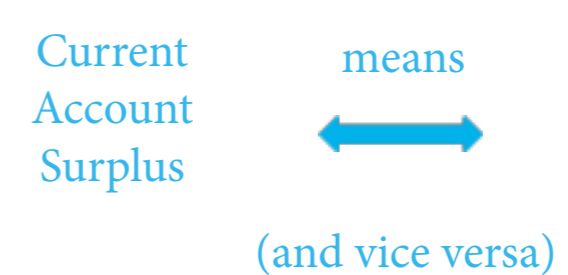 Current
Account
Surplus
means
(and vice versa)